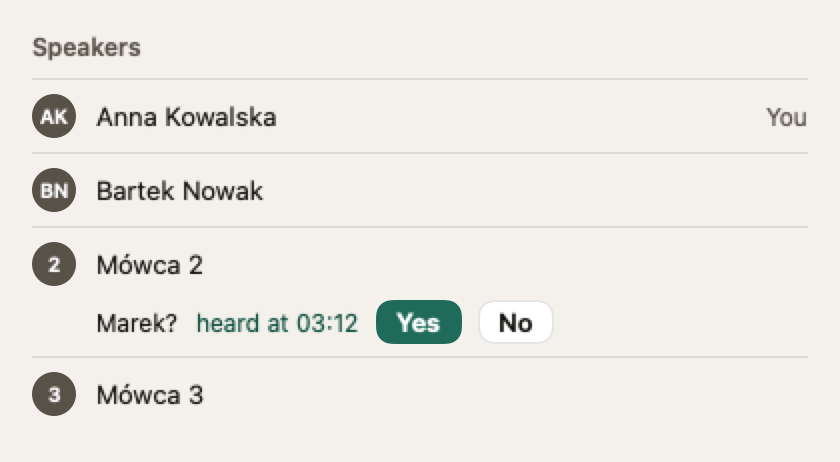 Speakers
AK Anna Kowalska You
BN Bartek Nowak
2 Mówca 2
Marek? heard at 03:12 Yes No
3 Mówca 3